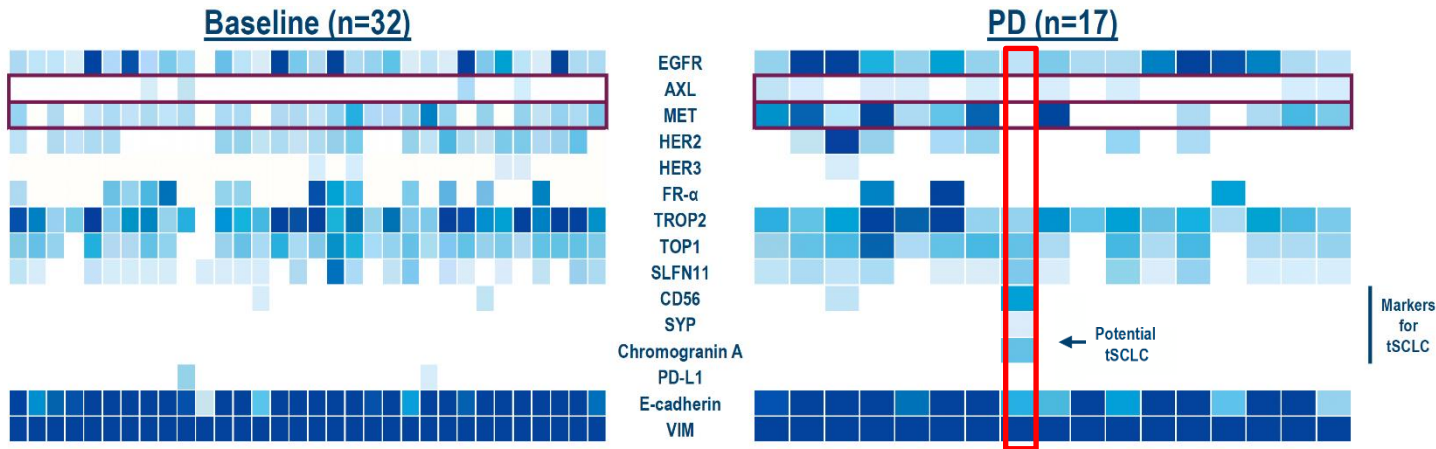 Baseline (n=32)
PD (n=17)
EGFR
AXL
MET
HER2
HER3
FR-α
TROP2
TOP1
SLFN11
CD56
SYP
Chromogranin A
PD-L1
E-cadherin
VIM
Potential
tSCLC
Markers
for
tSCLC